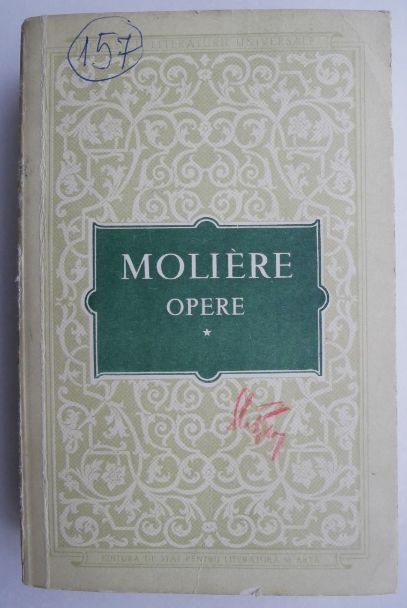 157
LITERATURII UNIVERSALE
MOLIÈRE
OPERE
*
EDITURA DE STAT PENTRU LITERATURĂ ȘI ARTĂ